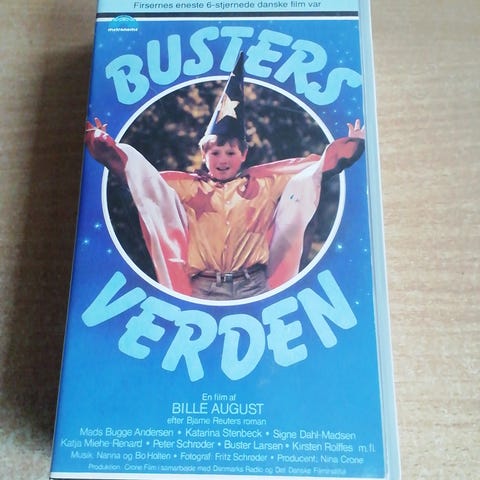 Firsernes eneste 6-stjernede danske film var
metronome
BUSTERS
VERDEN
En film af
BILLE AUGUST
efter Bjarne Reuters roman
Mads Bugge Andersen • Katarina Stenbeck • Signe Dahl-Madsen
Katja Miehe-Renard • Peter Schrøder • Buster Larsen • Kirsten Rolffes m.fl.
Musik: Nanna og Bo Holten • Fotograf: Fritz Schrøder • Producent: Nina Crone
Produktion: Crone Film i samarbejde med Danmarks Radio og Det Danske Filminstitut